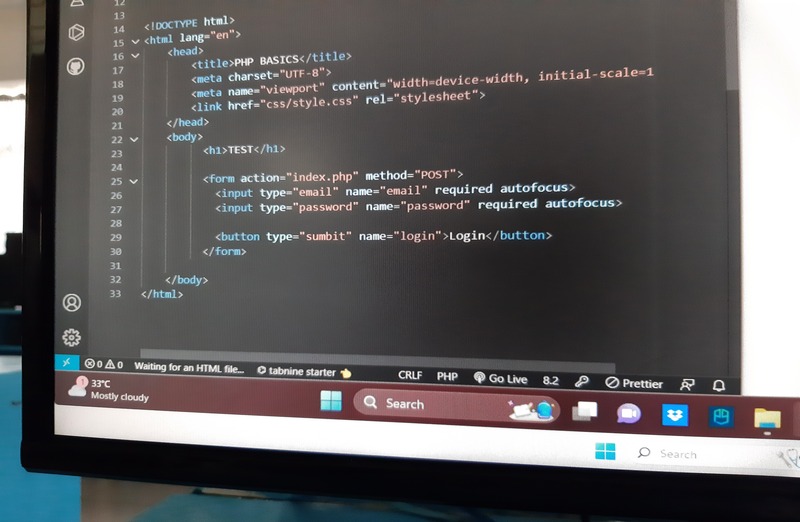 12
13
14 <!DOCTYPE html>
15 <html lang="en">
16 <head>
17 <title>PHP BASICS</title>
18 <meta charset="UTF-8">
19 <meta name="viewport" content="width=device-width, initial-scale=1
20 <link href="css/style.css" rel="stylesheet">
21 </head>
22 <body>
23 <h1>TEST</h1>
24
25 <form action="index.php" method="POST">
26 <input type="email" name="email" required autofocus>
27 <input type="password" name="password" required autofocus>
28
29 <button type="sumbit" name="login">Login</button>
30 </form>
31
32 </body>
33 </html>
0 0 Waiting for an HTML file... tabnine starter CRLF PHP Go Live 8.2 Prettier
1 33°C
Mostly cloudy
Search
Search